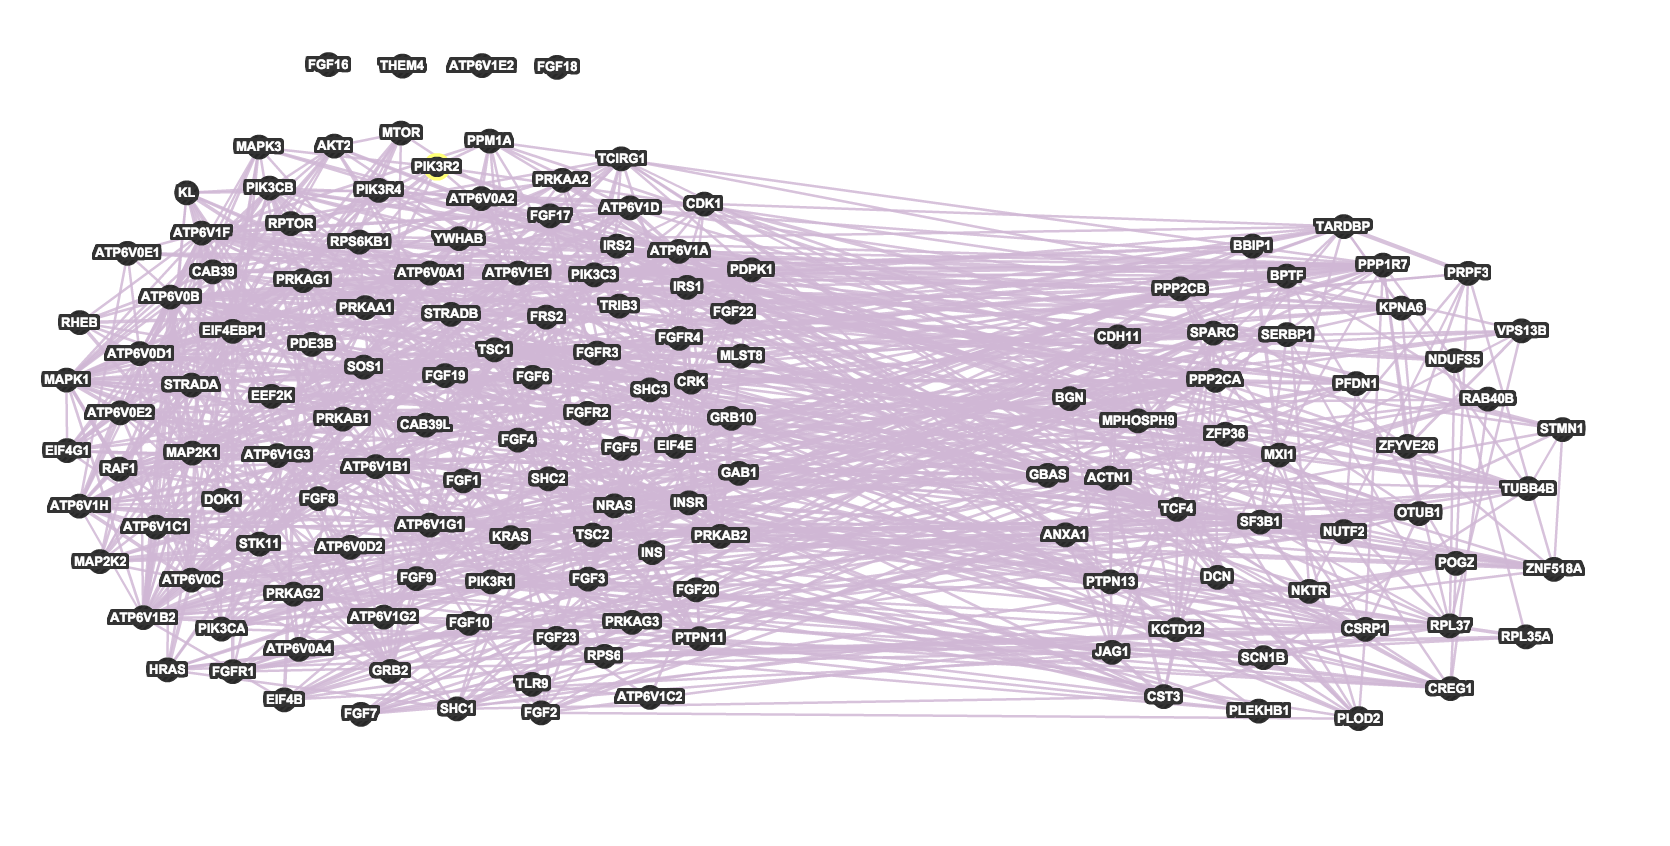 FGF16
THEM4
ATP6V1E2
FGF18
MAPK3
AKT2
MTOR
PPM1A
TCIRG1
PIK3R2
KL
PIK3CB
PIK3R4
ATP6V0A2
PRKAA2
FGF17
ATP6V1D
CDK1
ATP6V1F
RPTOR
RPS6KB1
YWHAB
IRS2
ATP6V1A
ATP6V0E1
CAB39
PRKAG1
ATP6V0A1
ATP6V1E1
PIK3C3
PDPK1
IRS1
ATP6V0B
PRKAA1
STRADB
FRS2
TRIB3
FGF22
RHEB
EIF4EBP1
PDE3B
TSC1
FGFR3
FGFR4
MLST8
ATP6V0D1
MAPK1
STRADA
SOS1
FGF19
FGF6
SHC3
CRK
EEF2K
ATP6V0E2
PRKAB1
CAB39L
FGFR2
GRB10
EIF4G1
RAF1
MAP2K1
ATP6V1G3
ATP6V1B1
FGF4
FGF5
EIF4E
GAB1
ATP6V1H
DOK1
FGF8
FGF1
SHC2
NRAS
INSR
ATP6V1C1
STK11
ATP6V0D2
ATP6V1G1
KRAS
TSC2
INS
PRKAB2
MAP2K2
ATP6V0C
PRKAG2
FGF9
PIK3R1
FGF3
FGF20
ATP6V1B2
PIK3CA
ATP6V1G2
FGF10
FGF23
PRKAG3
PTPN11
ATP6V0A4
RPS6
HRAS
FGFR1
GRB2
TLR9
EIF4B
FGF7
SHC1
FGF2
ATP6V1C2
TARDBP
BBIP1
PPP1R7
BPTF
PRPF3
PPP2CB
KPNA6
CDH11
SPARC
SERBP1
VPS13B
NDUFS5
PPP2CA
PFDN1
BGN
RAB40B
MPHOSPH9
ZFP36
STMN1
ZFYVE26
MXI1
GBAS
ACTN1
TUBB4B
TCF4
SF3B1
OTUB1
NUTF2
ANXA1
POGZ
ZNF518A
PTPN13
DCN
NKTR
KCTD12
CSRP1
RPL37
RPL35A
JAG1
SCN1B
CST3
CREG1
PLEKHB1
PLOD2